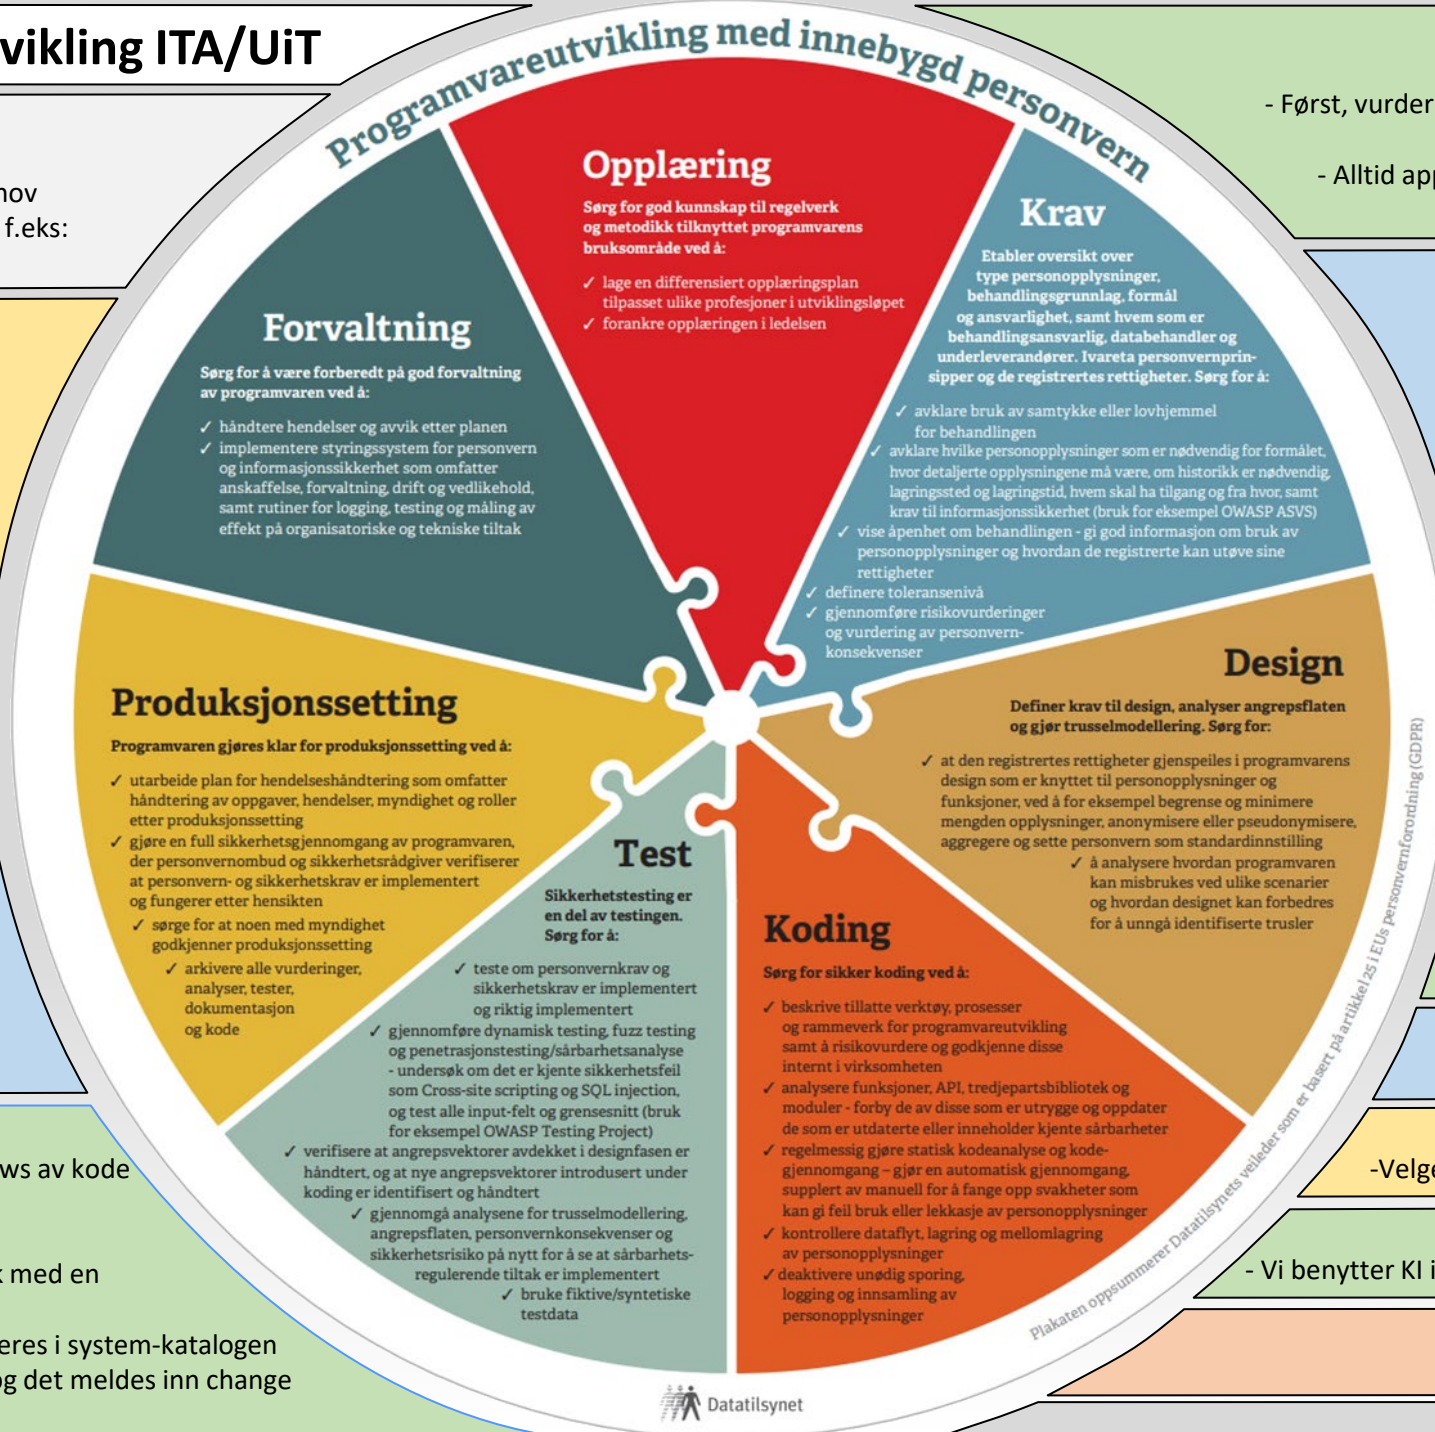 vikling ITA/UiT
f.eks:
Programvareutvikling med innebygd personvern
- Først, vurder
- Alltid
Opplæring
Sørg for god kunnskap til regelverk
og metodikk tilknyttet programvarens
bruksområde ved å:
✓ lage en differensiert opplæringsplan
tilpasset ulike profesjoner i utviklingsløpet
✓ forankre opplæringen i ledelsen
Krav
Etabler oversikt over
type personopplysninger,
behandlingsgrunnlag, formål
og ansvarlighet, samt hvem som er
behandlingsansvarlig, databehandler og
underleverandører. Ivareta personvernprin-
sipper og de registrertes rettigheter. Sørg for å:
✓ avklare bruk av samtykke eller lovhjemmel
for behandlingen
✓ avklare hvilke personopplysninger som er nødvendig for formålet,
hvor detaljerte opplysningene må være, om historikk er nødvendig,
lagringssted og lagringstid, hvem skal ha tilgang og fra hvor, samt
krav til informasjonssikkerhet (bruk for eksempel OWASP ASVS)
✓ vise åpenhet om behandlingen - gi god informasjon om bruk av
personopplysninger og hvordan de registrerte kan utøve sine
rettigheter
✓ definere toleransenivå
✓ gjennomføre risikovurderinger
og vurdering av personvern-
konsekvenser
Design
Definer krav til design, analyser angrepsflaten
og gjør trusselmodellering. Sørg for:
✓ at den registrertes rettigheter gjenspeiles i programvarens
design som er knyttet til personopplysninger og
funksjoner, ved å for eksempel begrense og minimere
mengden opplysninger, anonymisere eller pseudonymisere,
aggregere og sette personvern som standardinnstilling
✓ å analysere hvordan programvaren
kan misbrukes ved ulike scenarier
og hvordan designet kan forbedres
for å unngå identifiserte trusler
Koding
Sørg for sikker koding ved å:
✓ beskrive tillatte verktøy, prosesser
og rammeverk for programvareutvikling
samt å risikovurdere og godkjenne disse
internt i virksomheten
✓ analysere funksjoner, API, tredjepartsbibliotek og
moduler - forby de av disse som er utrygge og oppdater
de som er utdaterte eller inneholder kjente sårbarheter
✓ regelmessig gjøre statisk kodeanalyse og kode-
gjennomgang – gjør en automatisk gjennomgang,
supplert av manuell for å fange opp svakheter som
kan gi feil bruk eller lekkasje av personopplysninger
✓ kontrollere dataflyt, lagring og mellomlagring
av personopplysninger
✓ deaktivere unødig sporing,
logging og innsamling av
personopplysninger
Test
Sikkerhetstesting er
en del av testingen.
Sørg for å:
✓ teste om personvernkrav og
sikkerhetskrav er implementert
og riktig implementert
✓ gjennomføre dynamisk testing, fuzz testing
og penetrasjonstesting/sårbarhetsanalyse
- undersøk om det er kjente sikkerhetsfeil
som Cross-site scripting og SQL injection,
og test alle input-felt og grensesnitt (bruk
for eksempel OWASP Testing Project)
✓ verifisere at angrepsvektorer avdekket i designfasen er
håndtert, og at nye angrepsvektorer introdusert under
koding er identifisert og håndtert
✓ gjennomgå analysene for trusselmodellering,
angrepsflaten, personvernkonsekvenser og
sikkerhetsrisiko på nytt for å se at sårbarhets-
regulerende tiltak er implementert
✓ bruke fiktive/syntetiske
testdata
Produksjonssetting
Programvaren gjøres klar for produksjonssetting ved å:
✓ utarbeide plan for hendelseshåndtering som omfatter
håndtering av oppgaver, hendelser, myndighet og roller
etter produksjonssetting
✓ gjøre en full sikkerhetsgjennomgang av programvaren,
der personvernombud og sikkerhetsrådgiver verifiserer
at personvern- og sikkerhetskrav er implementert
og fungerer etter hensikten
✓ sørge for at noen med myndighet
godkjenner produksjonssetting
✓ arkivere alle vurderinger,
analyser, tester,
dokumentasjon
og kode
Forvaltning
Sørg for å være forberedt på god forvaltning
av programvaren ved å:
✓ håndtere hendelser og avvik etter planen
✓ implementere styringssystem for personvern
og informasjonssikkerhet som omfatter
anskaffelse, forvaltning, drift og vedlikehold,
samt rutiner for logging, testing og måling av
effekt på organisatoriske og tekniske tiltak
Plakaten oppsummerer Datatilsynets veileder som er basert på artikkel 25 i EUs personvernforordning (GDPR)
ws av kode
med en
eres i system-katalogen
og det meldes inn change
-Velge
- Vi benytter KI i
Datatilsynet